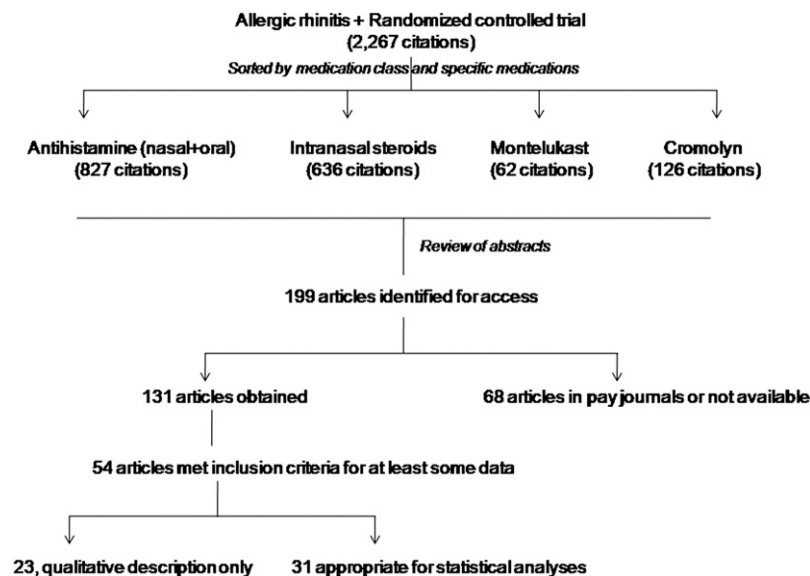 Allergic rhinitis + Randomized controlled trial
(2,267 citations)
Sorted by medication class and specific medications
Antihistamine (nasal+oral)
(827 citations)
Intranasal steroids
(636 citations)
Montelukast
(62 citations)
Cromolyn
(126 citations)
Review of abstracts
199 articles identified for access
131 articles obtained
68 articles in pay journals or not available
54 articles met inclusion criteria for at least some data
23, qualitative description only
31 appropriate for statistical analyses